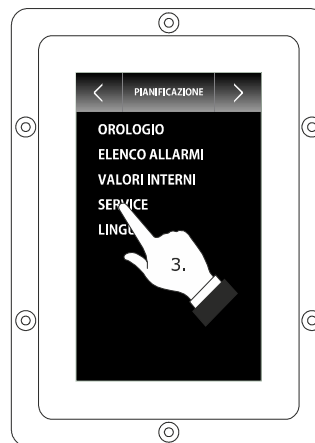 PIANIFICAZIONE
OROLOGIO
ELENCO ALLARMI
VALORI INTERNI
SERVICE
3.